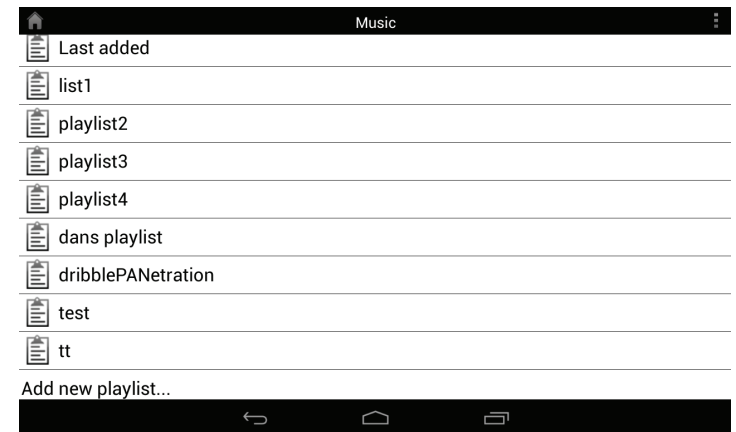 Music
Last added
list1
playlist2
playlist3
playlist4
dans playlist
dribblePANetration
test
tt
Add new playlist...